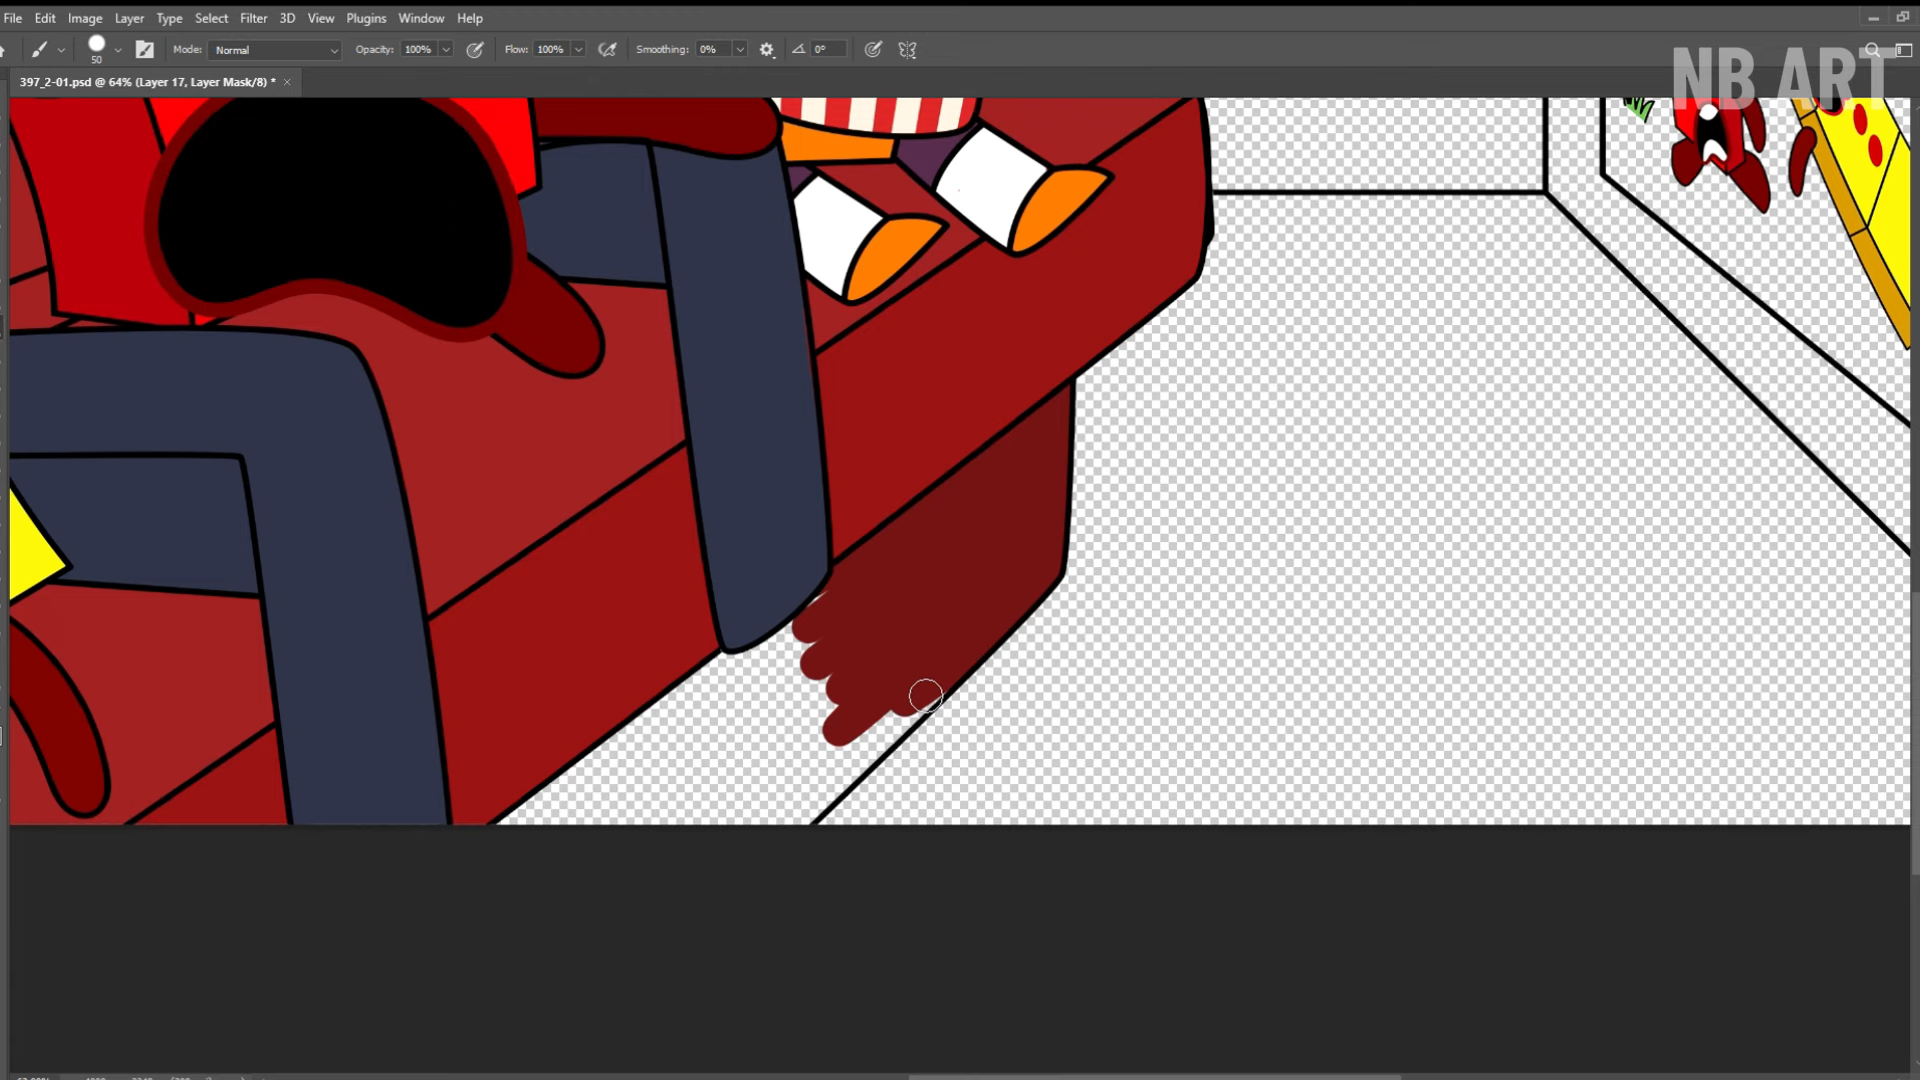 File Edit Image Layer Type Select Filter 3D View Plugins Window Help
50 Mode: Normal Opacity: 100% Flow: 100% Smoothing: 0% 0°
397_2-01.psd @ 64% (Layer 17, Layer Mask/8) * ×
NB ART